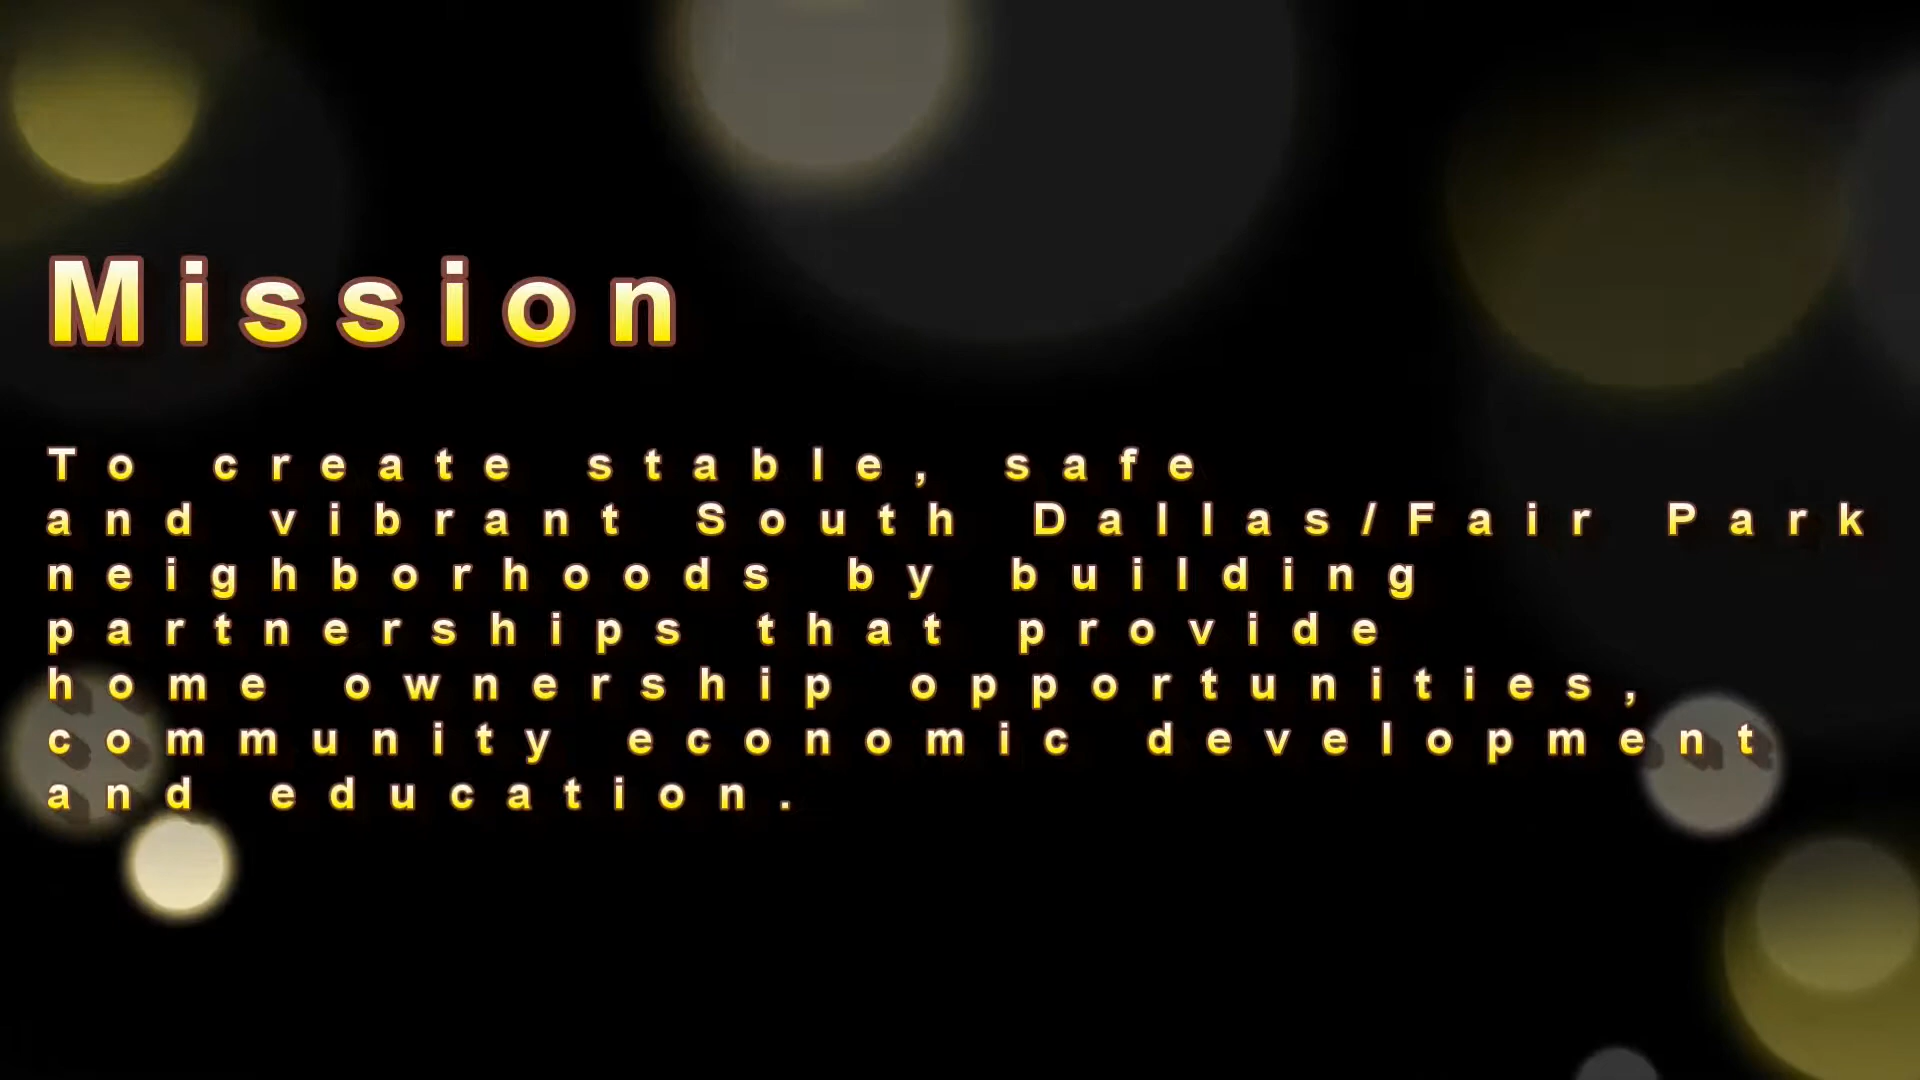 Mission
To create stable, safe
and vibrant South Dallas/Fair Park
neighborhoods by building
partnerships that provide
home ownership opportunities,
community economic development
and education.